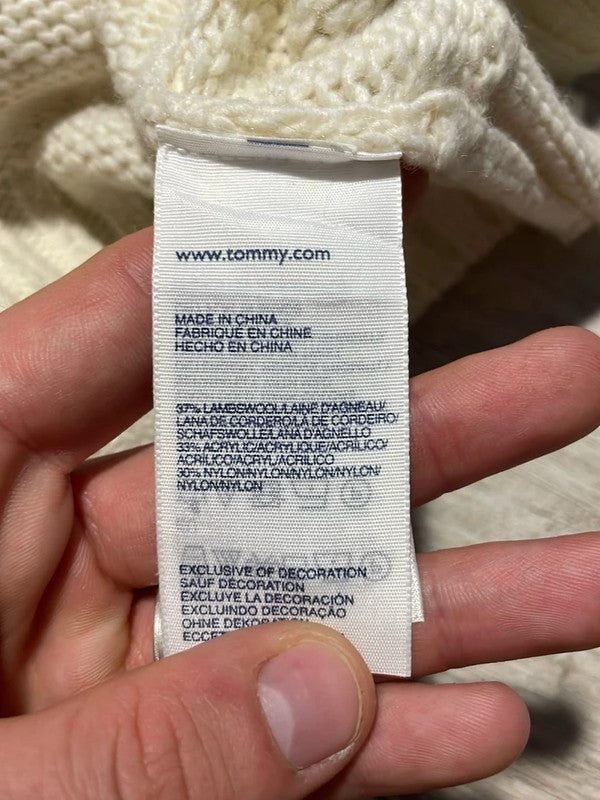 www.tommy.com
MADE IN CHINA
FABRIQUE EN CHINE
HECHO EN CHINA
37% LAMBSWOOL/LAINE D'AGNEAU/
LANA DE CORDERO/LÃ DE CORDEIRO/
SCHAFSWOLLE/LANA D'AGNELLO
ACRYLIC/ACRYLIQUE/ACRÍLICO/
ACRÍLICO/ACRYL/ACRILICO
30% NYLON/NYLON/NYLON/NYLON/
NYLON/NYLON
EXCLUSIVE OF DECORATION
SAUF DÉCORATION
EXCLUYE LA DECORACIÓN
EXCLUINDO DECORAÇÃO
OHNE